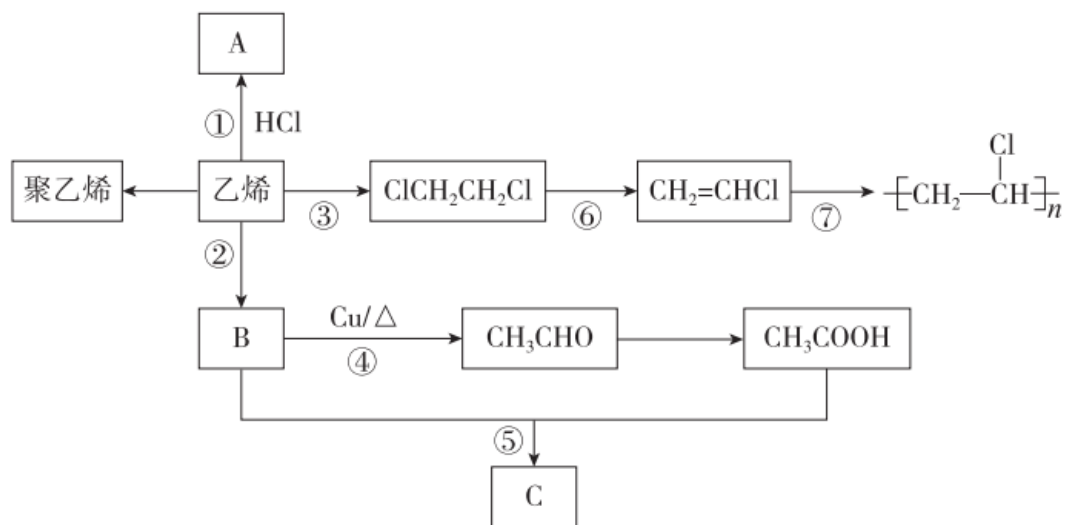 A
① HCl
Cl
聚乙烯 乙烯 ③ ClCH₂CH₂Cl ⑥ CH₂=CHCl ⑦ [CH₂—CH]ₙ
②
B Cu/△ ④ CH₃CHO CH₃COOH
⑤
C